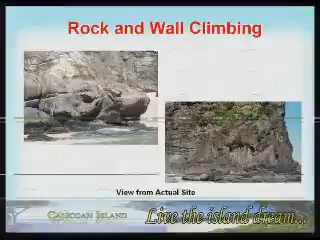 Rock and Wall Climbing
View from Actual Site
CALICOAN ISLAND
Live the island dream...